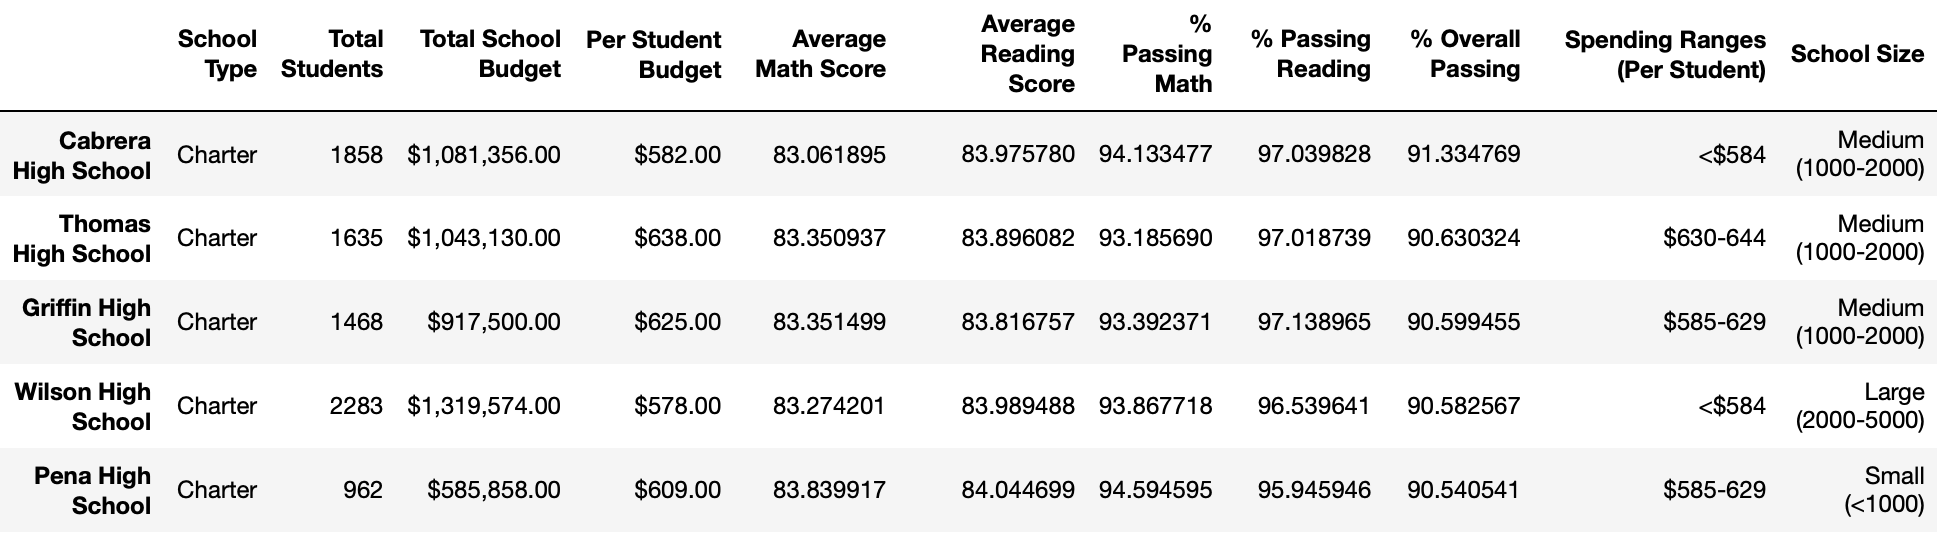 School Type Total Students Total School Budget Per Student Budget Average Math Score Average Reading Score % Passing Math % Passing Reading % Overall Passing Spending Ranges (Per Student) School Size
Cabrera High School Charter 1858 $1,081,356.00 $582.00 83.061895 83.975780 94.133477 97.039828 91.334769 <$584 Medium (1000-2000)
Thomas High School Charter 1635 $1,043,130.00 $638.00 83.350937 83.896082 93.185690 97.018739 90.630324 $630-644 Medium (1000-2000)
Griffin High School Charter 1468 $917,500.00 $625.00 83.351499 83.816757 93.392371 97.138965 90.599455 $585-629 Medium (1000-2000)
Wilson High School Charter 2283 $1,319,574.00 $578.00 83.274201 83.989488 93.867718 96.539641 90.582567 <$584 Large (2000-5000)
Pena High School Charter 962 $585,858.00 $609.00 83.839917 84.044699 94.594595 95.945946 90.540541 $585-629 Small (<1000)